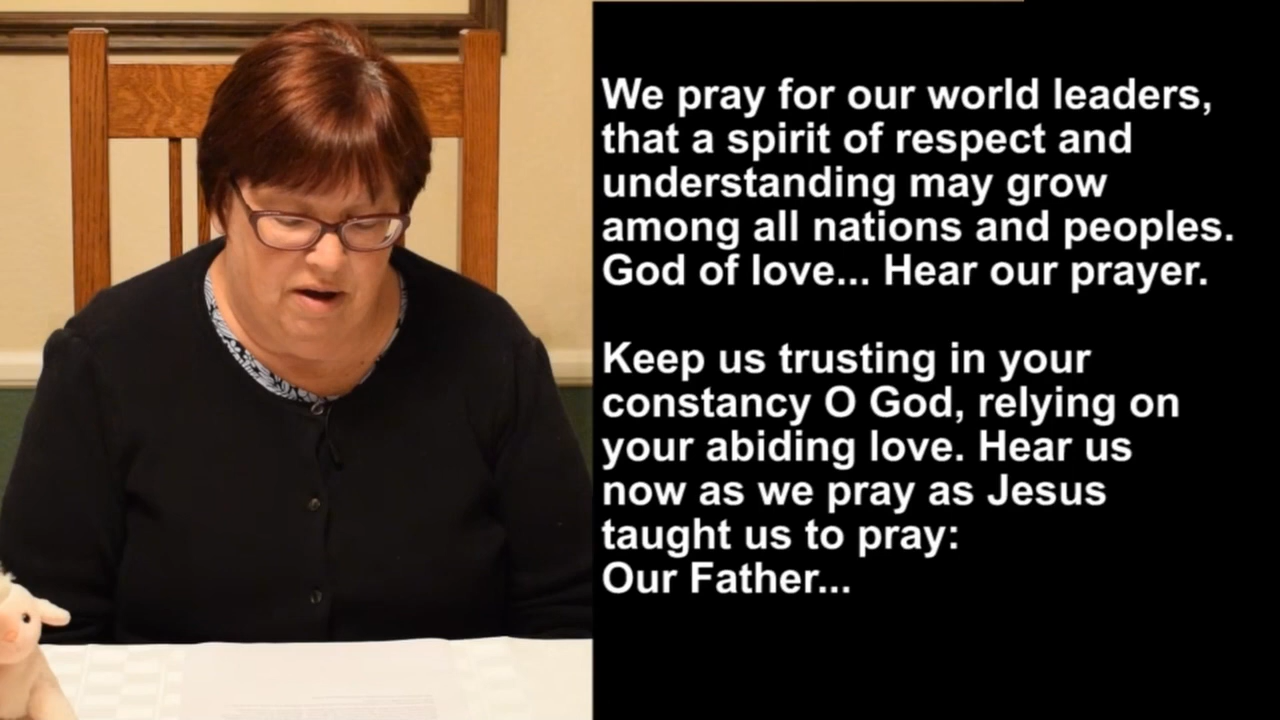 We pray for our world leaders,
that a spirit of respect and
understanding may grow
among all nations and peoples.
God of love... Hear our prayer.
Keep us trusting in your
constancy O God, relying on
your abiding love. Hear us
now as we pray as Jesus
taught us to pray:
Our Father...